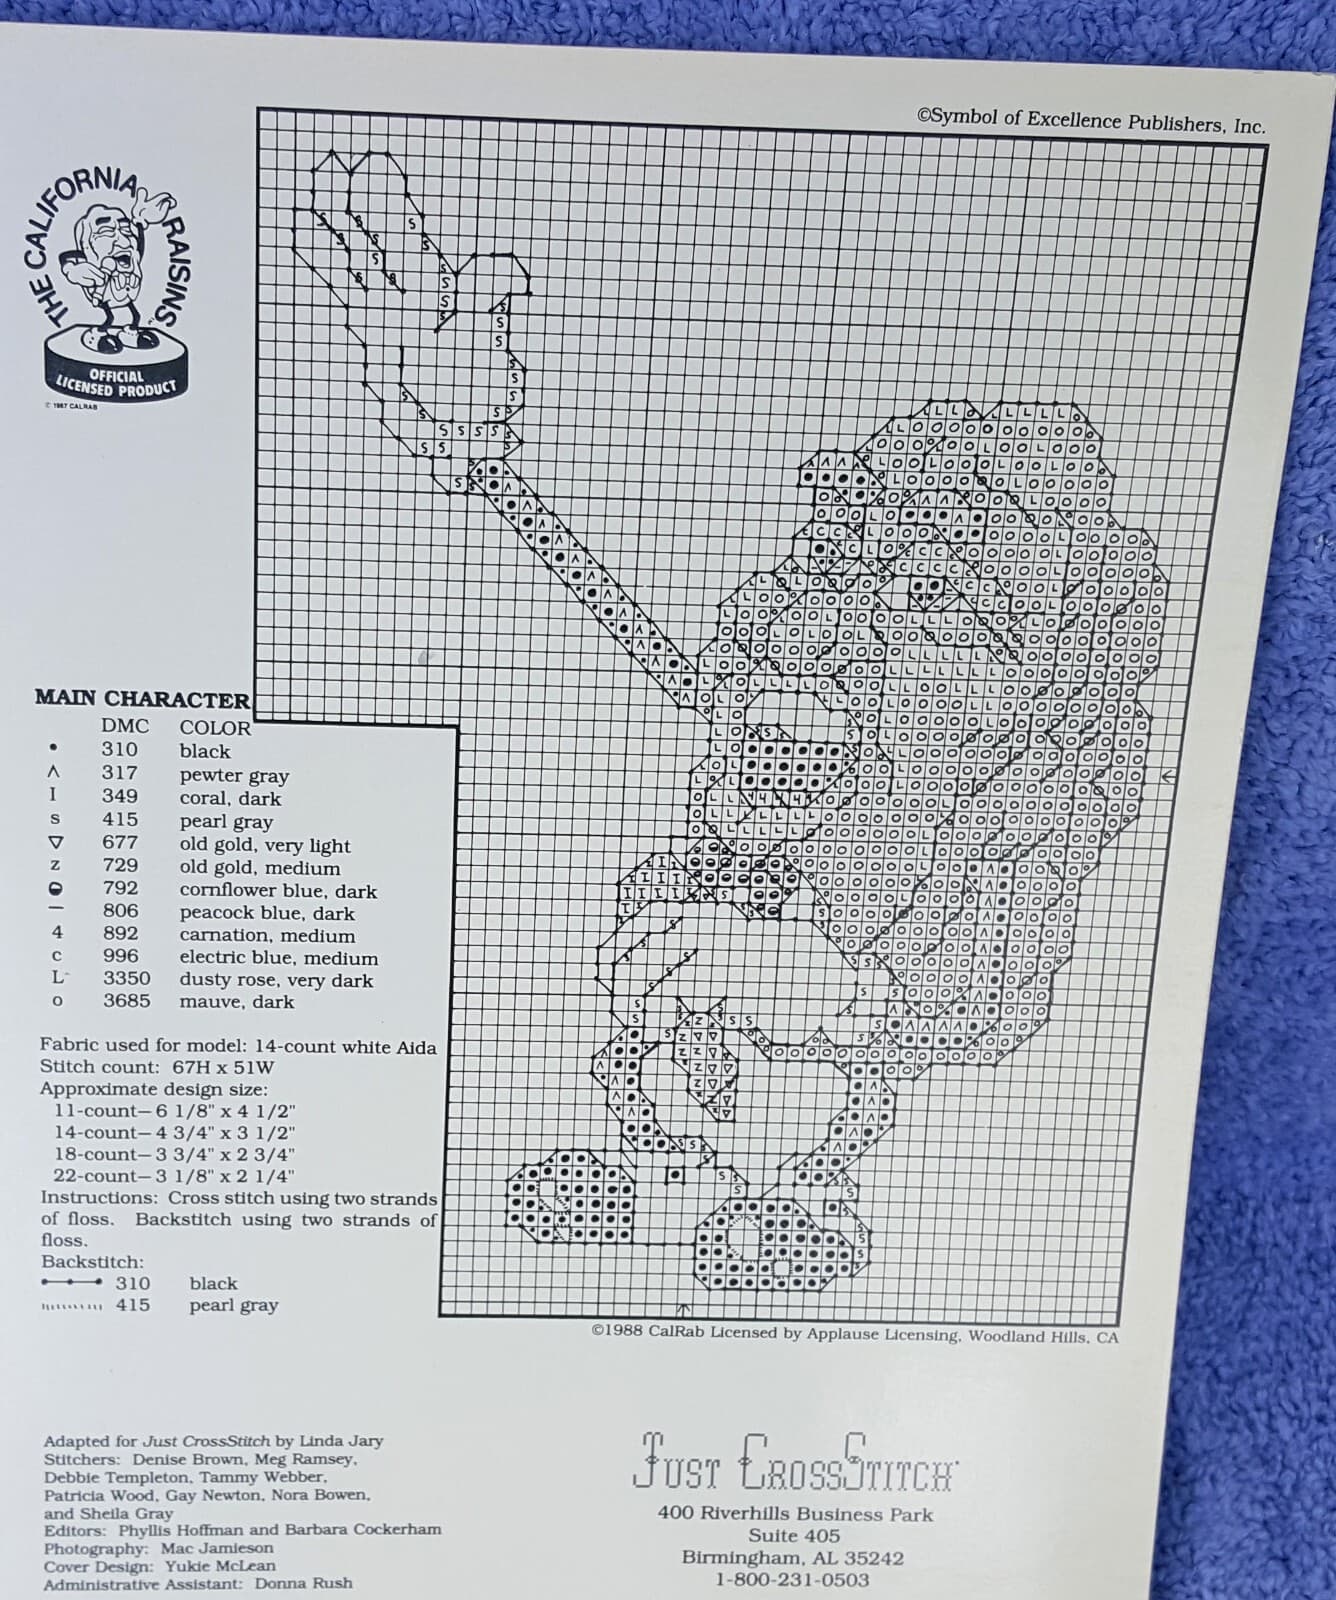 ©Symbol of Excellence Publishers, Inc.
THE CALIFORNIA RAISINS
OFFICIAL
LICENSED PRODUCT
© 1987 CALRAB
MAIN CHARACTER
DMC COLOR
• 310 black
^ 317 pewter gray
I 349 coral, dark
s 415 pearl gray
▽ 677 old gold, very light
z 729 old gold, medium
◒ 792 cornflower blue, dark
— 806 peacock blue, dark
4 892 carnation, medium
c 996 electric blue, medium
L 3350 dusty rose, very dark
o 3685 mauve, dark
Fabric used for model: 14-count white Aida
Stitch count: 67H x 51W
Approximate design size:
11-count— 6 1/8" x 4 1/2"
14-count— 4 3/4" x 3 1/2"
18-count— 3 3/4" x 2 3/4"
22-count— 3 1/8" x 2 1/4"
Instructions: Cross stitch using two strands
of floss. Backstitch using two strands of
floss.
Backstitch:
310 black
415 pearl gray
©1988 CalRab Licensed by Applause Licensing, Woodland Hills, CA
Adapted for Just CrossStitch by Linda Jary
Stitchers: Denise Brown, Meg Ramsey,
Debbie Templeton, Tammy Webber,
Patricia Wood, Gay Newton, Nora Bowen,
and Sheila Gray
Editors: Phyllis Hoffman and Barbara Cockerham
Photography: Mac Jamieson
Cover Design: Yukie McLean
Administrative Assistant: Donna Rush
JUST CROSSSTITCH
400 Riverhills Business Park
Suite 405
Birmingham, AL 35242
1-800-231-0503